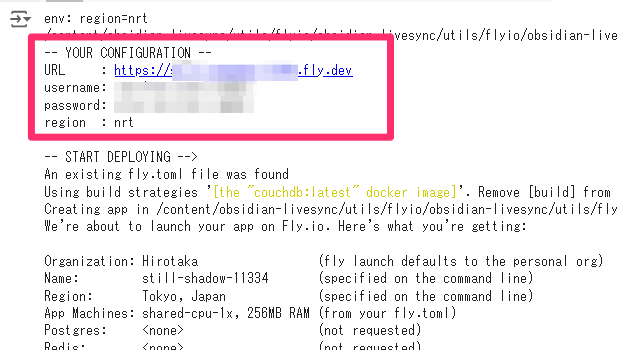 env: region=nrt
/content/obsidian-livesync/utils/flyio/obsidian-livesync/utils/flyio/obsidian-live
-- YOUR CONFIGURATION --
URL : https://s .fly.dev
username:
password:
region : nrt
-- START DEPLOYING -->
An existing fly.toml file was found
Using build strategies '[the "couchdb:latest" docker image]'. Remove [build] from
Creating app in /content/obsidian-livesync/utils/flyio/obsidian-livesync/utils/fly
We're about to launch your app on Fly.io. Here's what you're getting:
Organization: Hirotaka (fly launch defaults to the personal org)
Name: still-shadow-11334 (specified on the command line)
Region: Tokyo, Japan (specified on the command line)
App Machines: shared-cpu-1x, 256MB RAM (from your fly.toml)
Postgres: <none> (not requested)
Redis: <none> (not requested)